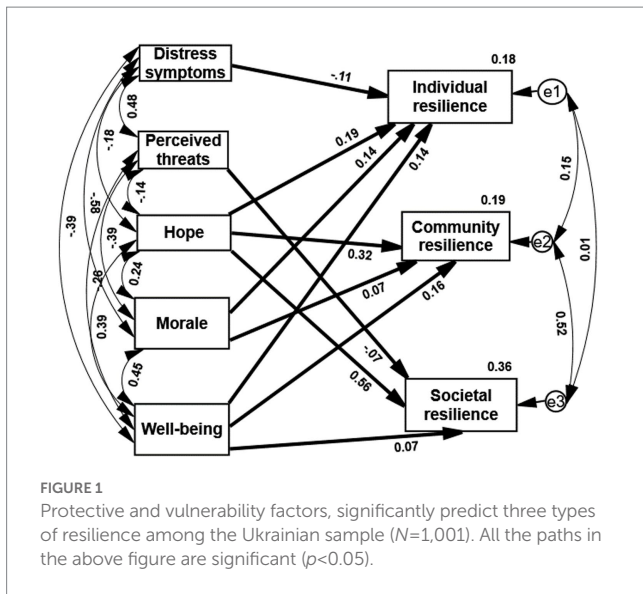 Distress
symptoms
Perceived threats
Hope
Morale
Well-being
0.48
-.14
0.24
0.45
-.18
-.58
-.39
-.39
-.28
0.39
-.11
0.19
0.14
0.14
0.32
0.07
0.16
-.07
0.56
0.07
0.18
Individual
resilience
e1
0.19
Community
resilience
e2
0.36
Societal
resilience
e3
0.15
0.01
0.52
FIGURE 1
Protective and vulnerability factors, significantly predict three types
of resilience among the Ukrainian sample (N=1,001). All the paths in
the above figure are significant (p<0.05).